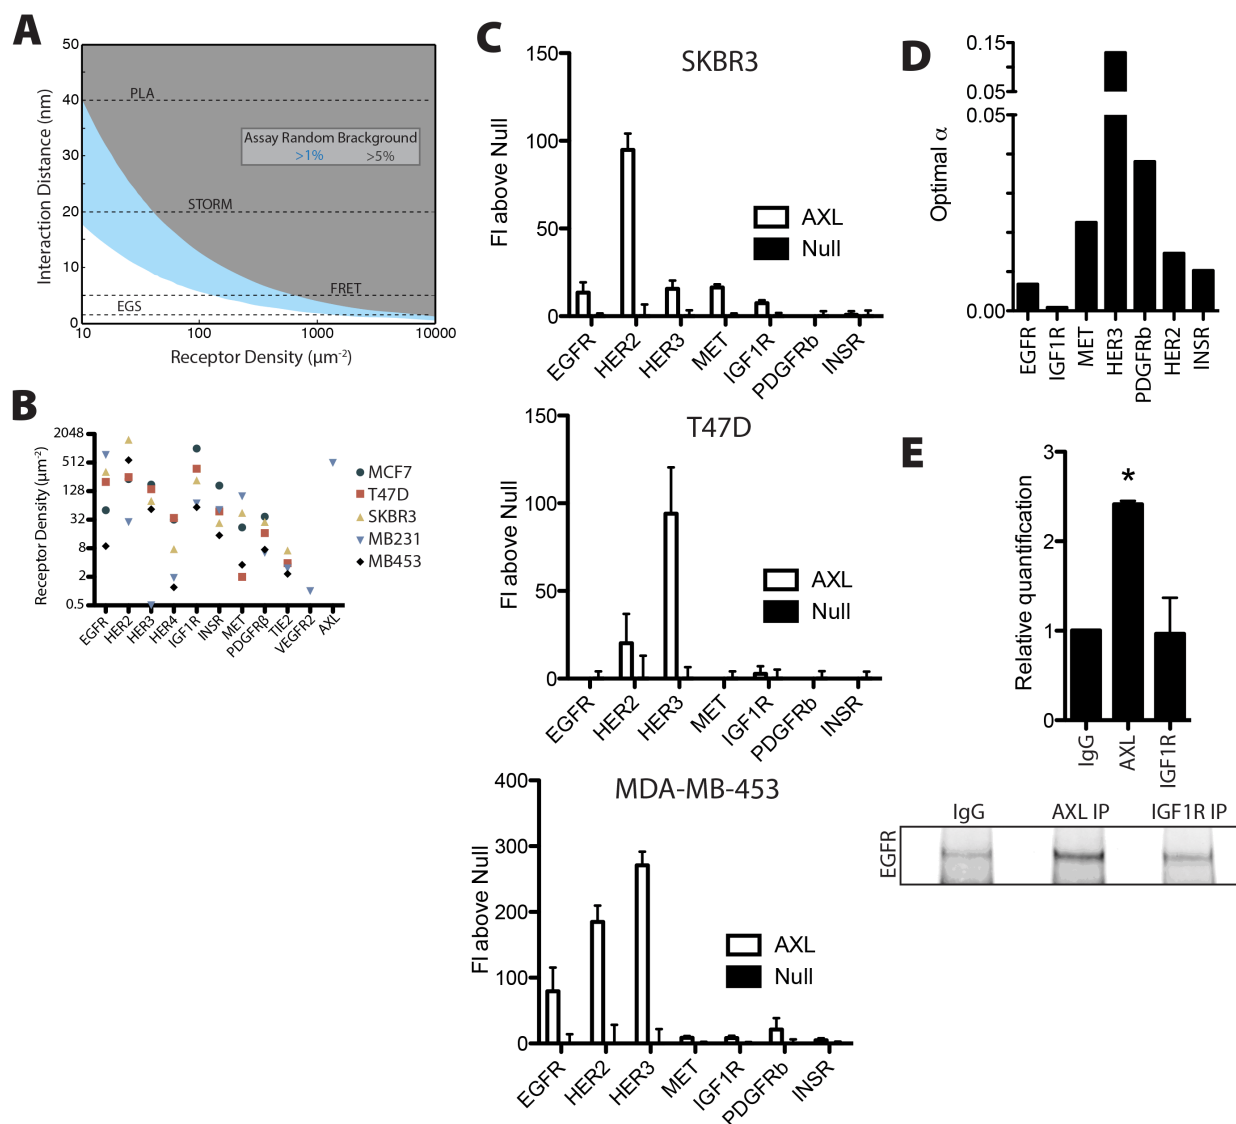 A
50
40
30
20
10
0
Interaction Distance (nm)
PLA
Assay Random Brackground
>1% >5%
STORM
FRET
EGS
10 100 1000 10000
Receptor Density (µm-2)
B
2048
512
128
32
8
2
0.5
Receptor Density (µm-2)
MCF7
T47D
SKBR3
MB231
MB453
EGFR HER2 HER3 HER4 IGF1R INSR MET PDGFRβ TIE2 VEGFR2 AXL
C
SKBR3
150
100
50
0
FI above Null
AXL
Null
EGFR HER2 HER3 MET IGF1R PDGFRb INSR
T47D
150
100
50
0
FI above Null
AXL
Null
EGFR HER2 HER3 MET IGF1R PDGFRb INSR
MDA-MB-453
400
300
200
100
0
FI above Null
AXL
Null
EGFR HER2 HER3 MET IGF1R PDGFRb INSR
D
0.15
0.05
0.05
0.00
Optimal α
EGFR IGF1R MET HER3 PDGFRb HER2 INSR
E
3
2
1
0
Relative quantification
*
IgG AXL IGF1R
IgG AXL IP IGF1R IP
EGFR